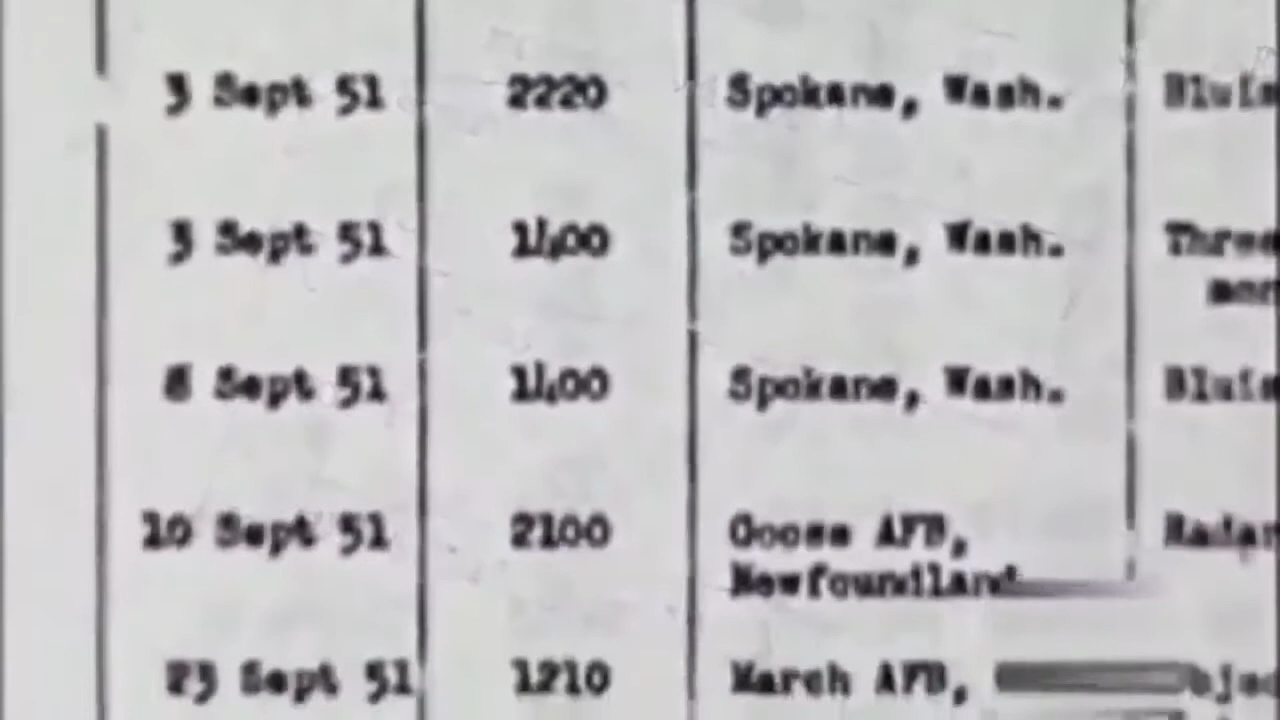 3 Sept 51 2220 Spokane, Wash.
3 Sept 51 1400 Spokane, Wash.
Three
8 Sept 51 1400 Spokane, Wash.
10 Sept 51 2100 Goose AFB, Radar
Newfoundland
23 Sept 51 1210 March AFB,